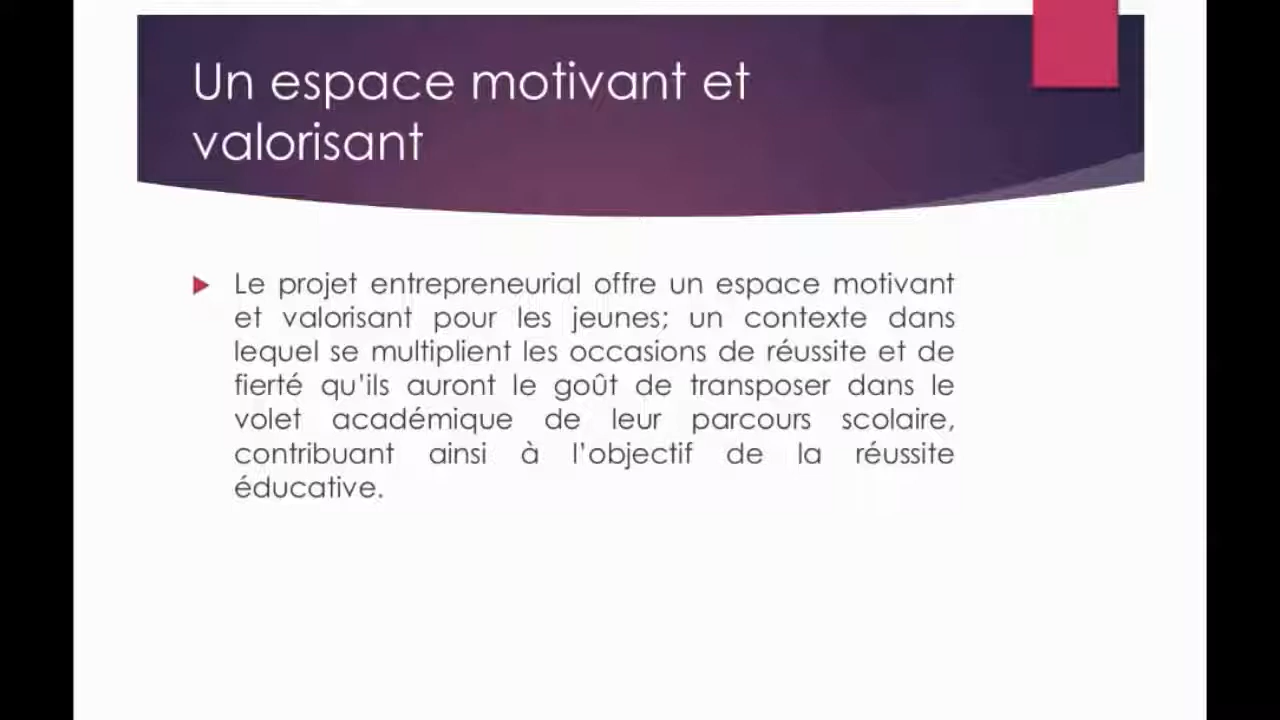 Un espace motivant et
valorisant
Le projet entrepreneurial offre un espace motivant
et valorisant pour les jeunes; un contexte dans
lequel se multiplient les occasions de réussite et de
fierté qu'ils auront le goût de transposer dans le
volet académique de leur parcours scolaire,
contribuant ainsi à l'objectif de la réussite
éducative.